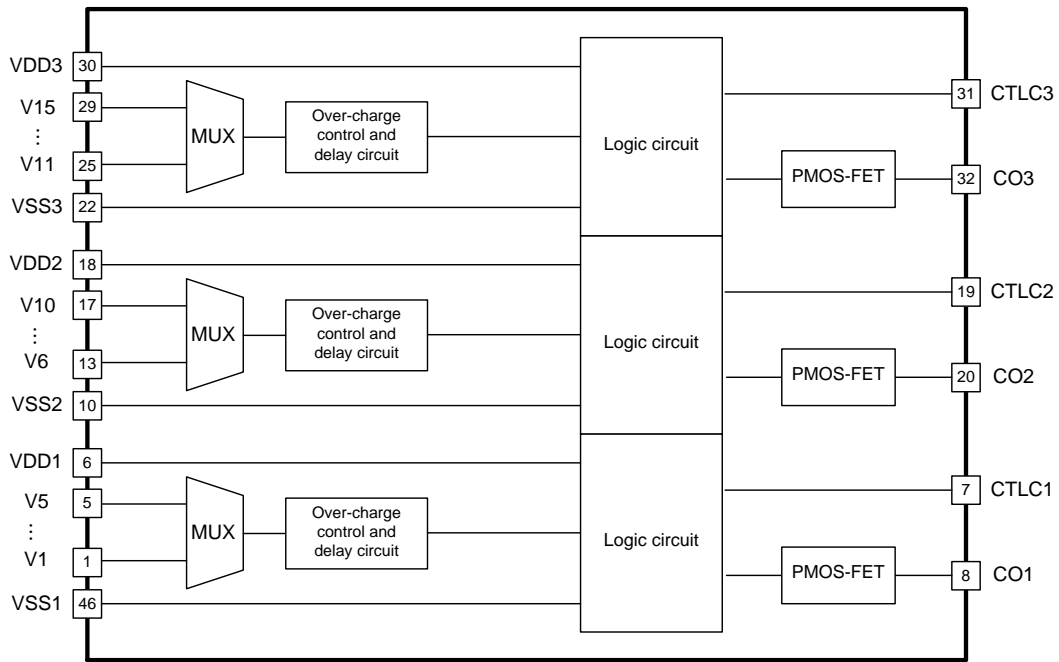 VDD3 30
V15 29
⋮
V11 25
VSS3 22
MUX
Over-charge
control and
delay circuit
Logic circuit
PMOS-FET
31 CTLC3
32 CO3
VDD2 18
V10 17
⋮
V6 13
VSS2 10
MUX
Over-charge
control and
delay circuit
Logic circuit
PMOS-FET
19 CTLC2
20 CO2
VDD1 6
V5 5
⋮
V1 1
VSS1 46
MUX
Over-charge
control and
delay circuit
Logic circuit
PMOS-FET
7 CTLC1
8 CO1